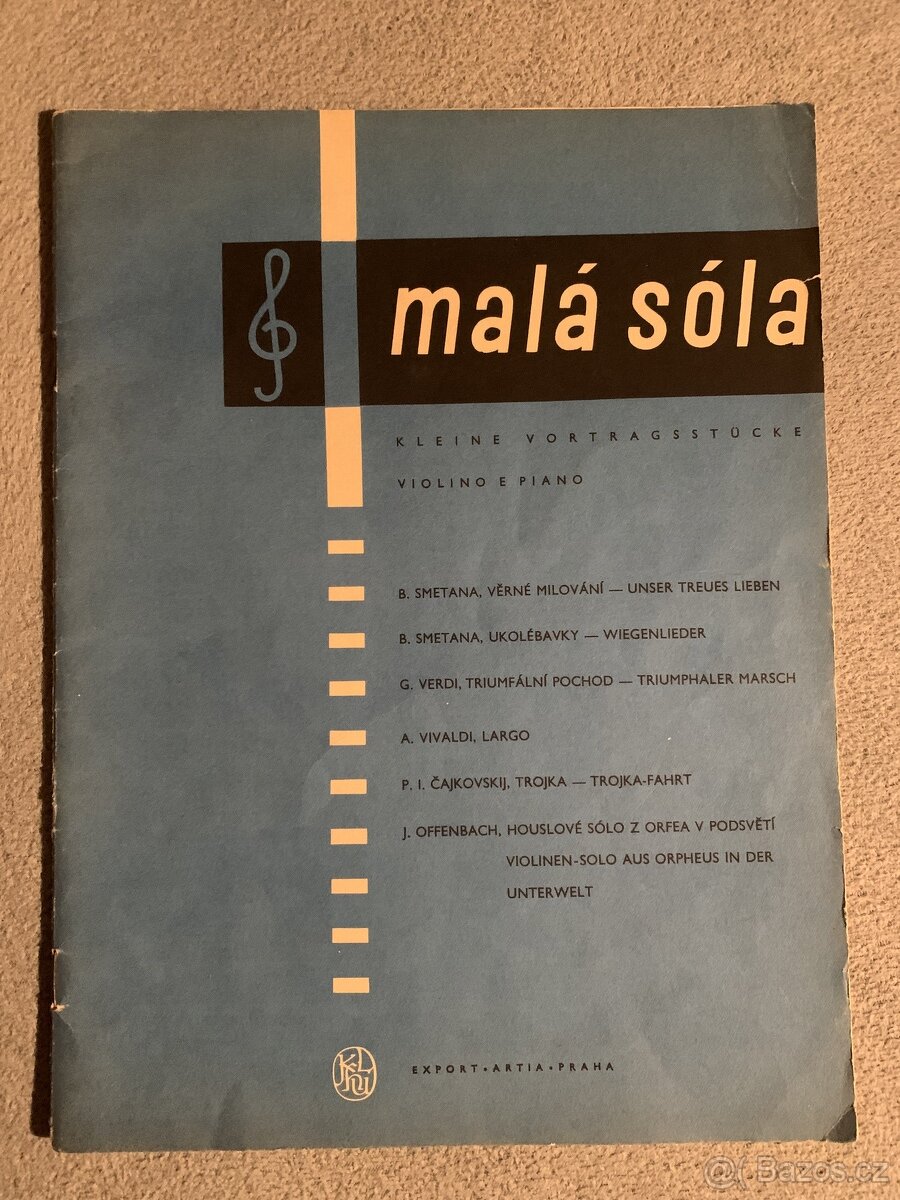 malá sóla
KLEINE VORTRAGSSTÜCKE
VIOLINO E PIANO
B. SMETANA, VĚRNÉ MILOVÁNÍ — UNSER TREUES LIEBEN
B. SMETANA, UKOLÉBAVKY — WIEGENLIEDER
G. VERDI, TRIUMFÁLNÍ POCHOD — TRIUMPHALER MARSCH
A. VIVALDI, LARGO
P. I. ČAJKOVSKIJ, TROJKA — TROJKA-FAHRT
J. OFFENBACH, HOUSLOVÉ SÓLO Z ORFEA V PODSVĚTÍ
VIOLINEN-SOLO AUS ORPHEUS IN DER
UNTERWELT
EXPORT • ARTIA • PRAHA
Bazos.cz